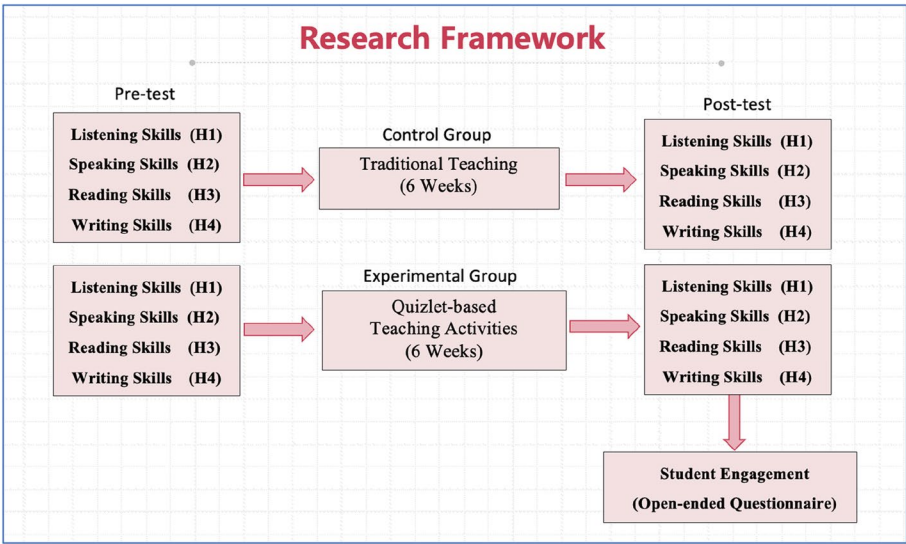 Research Framework
Pre-test
Post-test
Listening Skills (H1)
Speaking Skills (H2)
Reading Skills (H3)
Writing Skills (H4)
Control Group
Traditional Teaching
(6 Weeks)
Listening Skills (H1)
Speaking Skills (H2)
Reading Skills (H3)
Writing Skills (H4)
Listening Skills (H1)
Speaking Skills (H2)
Reading Skills (H3)
Writing Skills (H4)
Experimental Group
Quizlet-based
Teaching Activities
(6 Weeks)
Listening Skills (H1)
Speaking Skills (H2)
Reading Skills (H3)
Writing Skills (H4)
Student Engagement
(Open-ended Questionnaire)